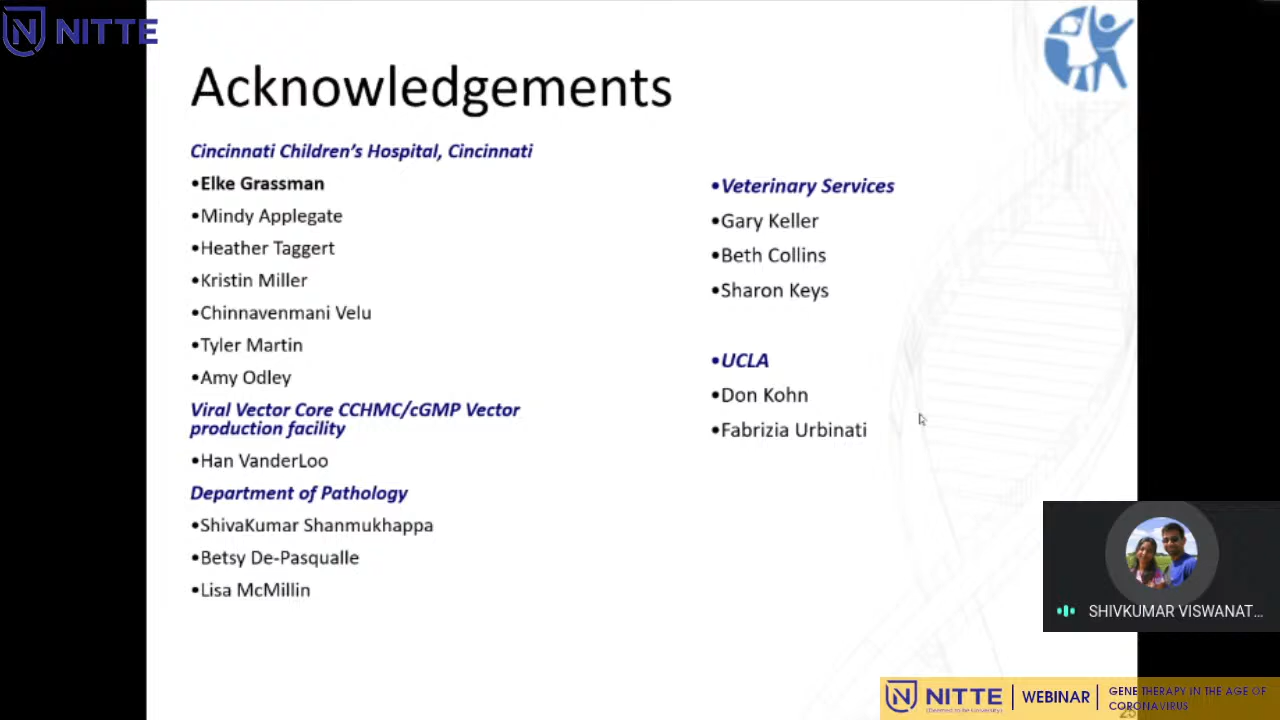 NITTE
Acknowledgements
Cincinnati Children's Hospital, Cincinnati
•Elke Grassman
•Mindy Applegate
•Heather Taggert
•Kristin Miller
•Chinnavenmani Velu
•Tyler Martin
•Amy Odley
Viral Vector Core CCHMC/cGMP Vector
production facility
•Han VanderLoo
Department of Pathology
•ShivaKumar Shanmukhappa
•Betsy De-Pasqualle
•Lisa McMillin
•Veterinary Services
•Gary Keller
•Beth Collins
•Sharon Keys
•UCLA
•Don Kohn
•Fabrizia Urbinati
SHIVKUMAR VISWANAT...
NITTE
(Deemed to be University)
WEBINAR
GENE THERAPY IN THE AGE OF
CORONAVIRUS